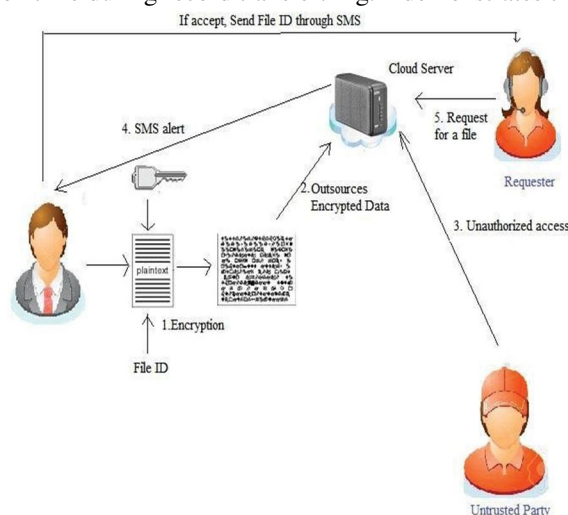 If accept, Send File ID through SMS
Cloud Server
4. SMS alert
5. Request
for a file
Requester
2.Outsources
Encrypted Data
3. Unauthorized access
plaintext
1.Encryption
File ID
Untrusted Party